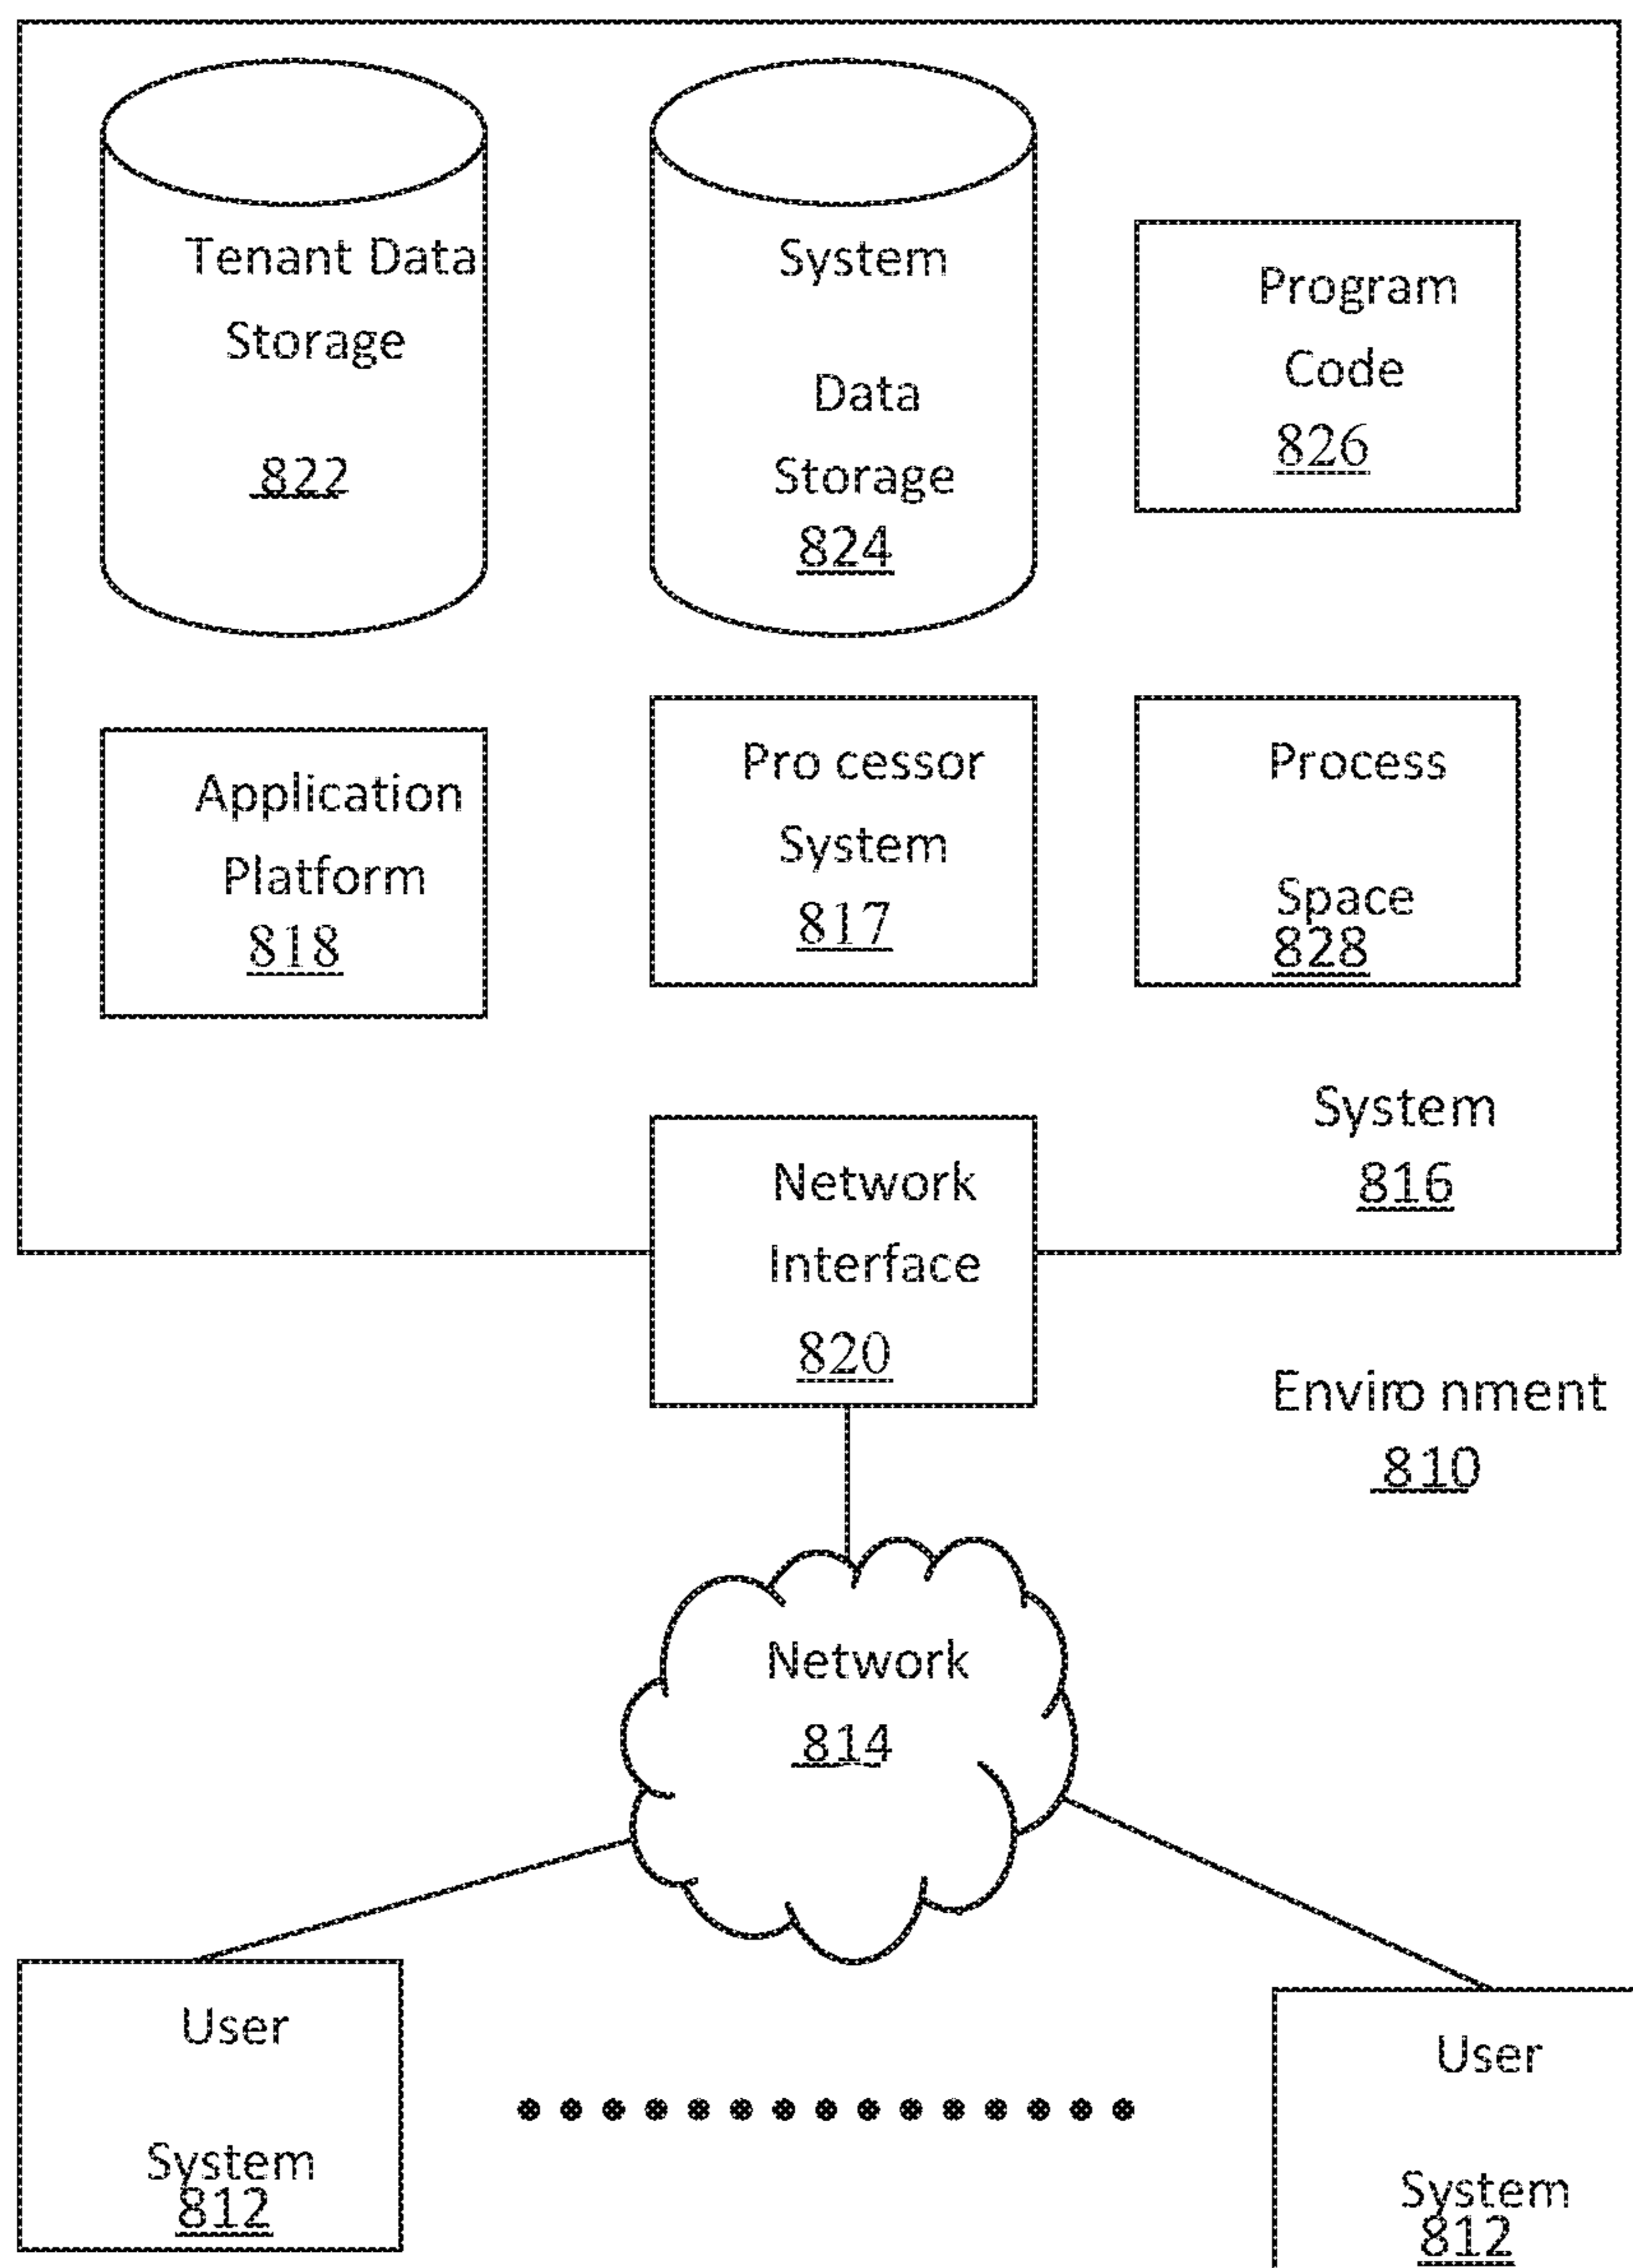 Tenant Data
Storage
822
System
Data
Storage
824
Program
Code
826
Application
Platform
818
Pro cessor
System
817
Process
Space
828
System
816
Network
Interface
820
Enviro nment
810
Network
814
User
System
812
User
System
812